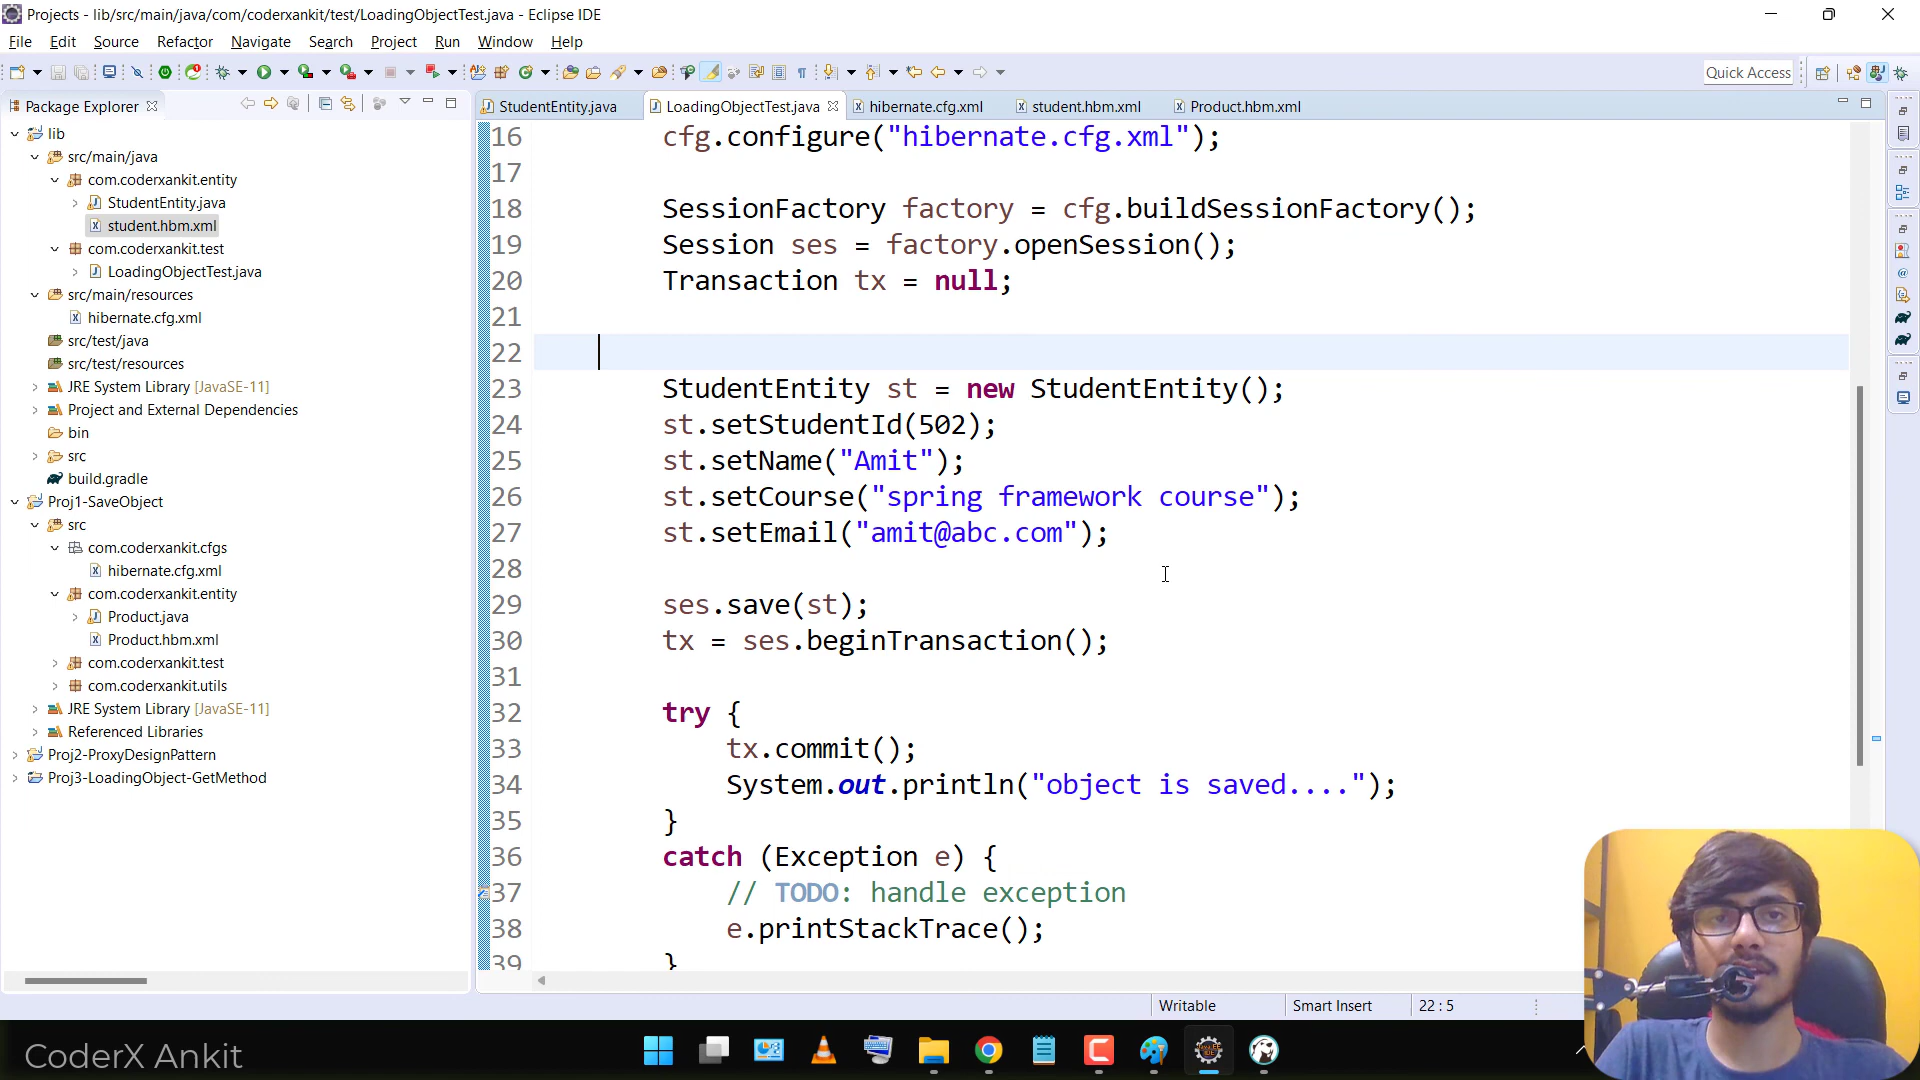 Projects - lib/src/main/java/com/coderxankit/test/LoadingObjectTest.java - Eclipse IDE
File Edit Source Refactor Navigate Search Project Run Window Help
Quick Access
Package Explorer
StudentEntity.java
LoadingObjectTest.java
hibernate.cfg.xml
student.hbm.xml
Product.hbm.xml
lib
src/main/java
com.coderxankit.entity
StudentEntity.java
student.hbm.xml
com.coderxankit.test
LoadingObjectTest.java
src/main/resources
hibernate.cfg.xml
src/test/java
src/test/resources
JRE System Library [JavaSE-11]
Project and External Dependencies
bin
src
build.gradle
Proj1-SaveObject
src
com.coderxankit.cfgs
hibernate.cfg.xml
com.coderxankit.entity
Product.java
Product.hbm.xml
com.coderxankit.test
com.coderxankit.utils
JRE System Library [JavaSE-11]
Referenced Libraries
Proj2-ProxyDesignPattern
Proj3-LoadingObject-GetMethod
16 cfg.configure("hibernate.cfg.xml");
17
18 SessionFactory factory = cfg.buildSessionFactory();
19 Session ses = factory.openSession();
20 Transaction tx = null;
21
22
23 StudentEntity st = new StudentEntity();
24 st.setStudentId(502);
25 st.setName("Amit");
26 st.setCourse("spring framework course");
27 st.setEmail("amit@abc.com");
28
29 ses.save(st);
30 tx = ses.beginTransaction();
31
32 try {
33 tx.commit();
34 System.out.println("object is saved....");
35 }
36 catch (Exception e) {
37 // TODO: handle exception
38 e.printStackTrace();
39 }
Writable
Smart Insert
22 : 5
CoderX Ankit